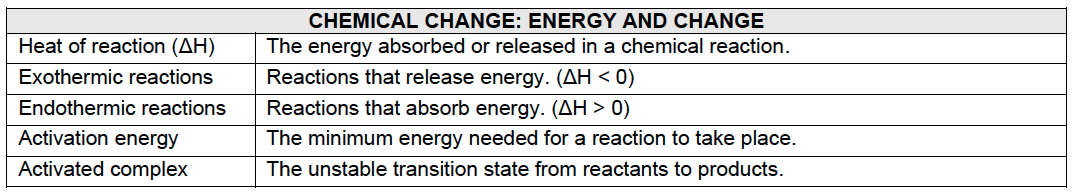 CHEMICAL CHANGE: ENERGY AND CHANGE
Heat of reaction (ΔH) The energy absorbed or released in a chemical reaction.
Exothermic reactions Reactions that release energy. (ΔH < 0)
Endothermic reactions Reactions that absorb energy. (ΔH > 0)
Activation energy The minimum energy needed for a reaction to take place.
Activated complex The unstable transition state from reactants to products.